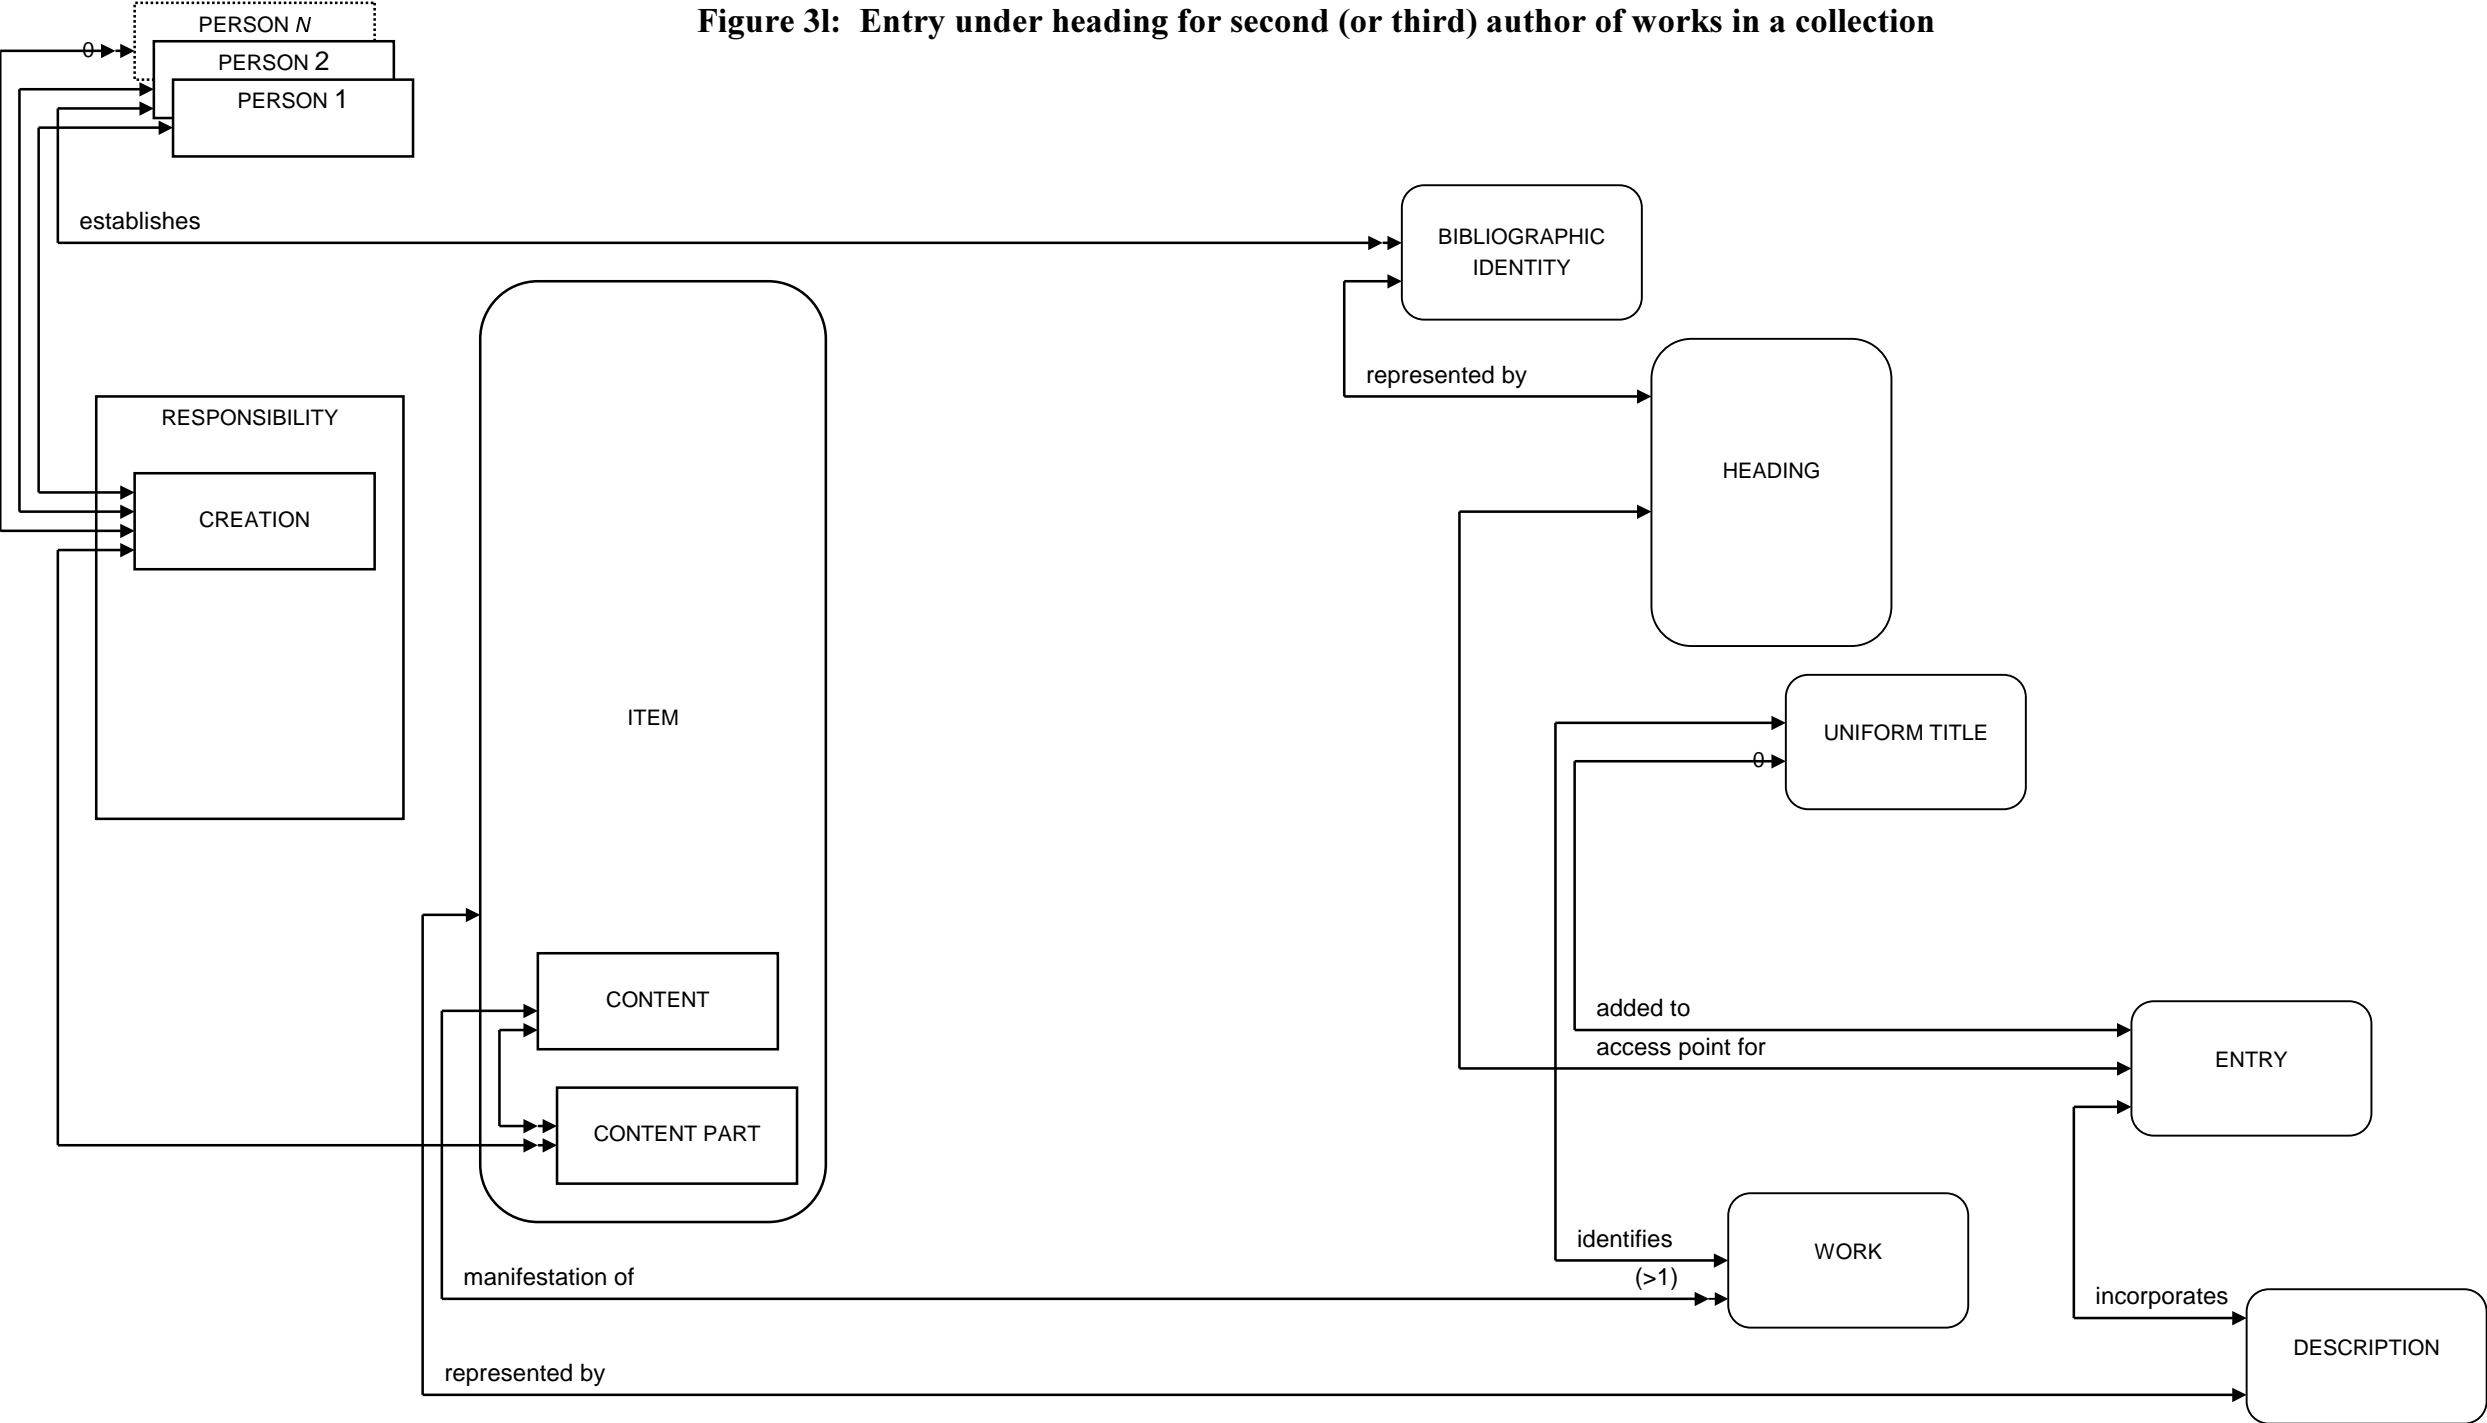 Figure 3l: Entry under heading for second (or third) author of works in a collection
PERSON N
0
PERSON 2
PERSON 1
establishes
BIBLIOGRAPHIC
IDENTITY
represented by
RESPONSIBILITY
HEADING
CREATION
ITEM
UNIFORM TITLE
0
CONTENT
added to
access point for
ENTRY
CONTENT PART
identifies
WORK
manifestation of
(>1)
incorporates
DESCRIPTION
represented by